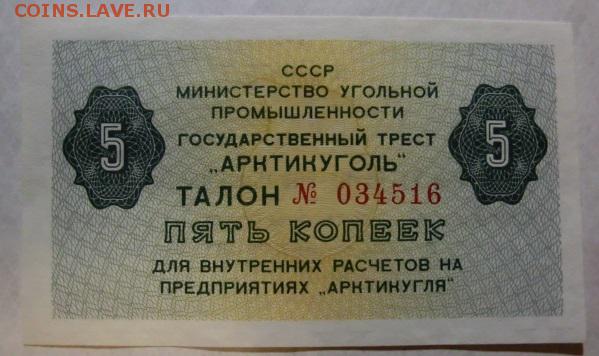 COINS.LAVE.RU
СССР
МИНИСТЕРСТВО УГОЛЬНОЙ
ПРОМЫШЛЕННОСТИ
ГОСУДАРСТВЕННЫЙ ТРЕСТ
„АРКТИКУГОЛЬ“
5 5
ТАЛОН № 034516
ПЯТЬ КОПЕЕК
ДЛЯ ВНУТРЕННИХ РАСЧЕТОВ НА
ПРЕДПРИЯТИЯХ „АРКТИКУГЛЯ“